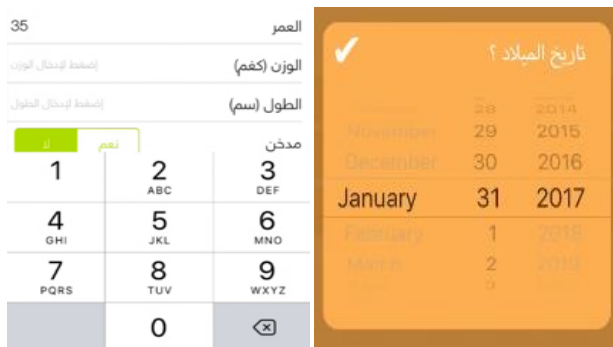 العمر 35
الوزن (كغم) إضغط لإدخال الوزن
الطول (سم) إضغط لإدخال الطول
مدخن نعم لا
1 2 3
ABC DEF
4 5 6
GHI JKL MNO
7 8 9
PQRS TUV WXYZ
0
تاريخ الميلاد ؟
28 2014
November 29 2015
December 30 2016
January 31 2017
February 1 2018
March 2 2019
3